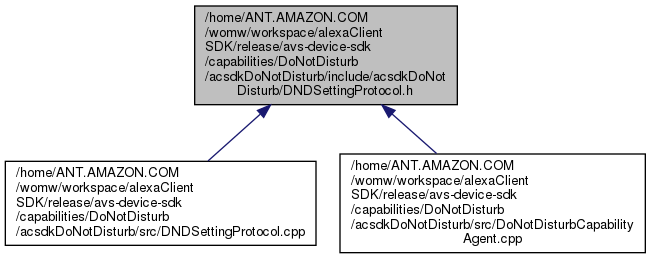 /home/ANT.AMAZON.COM
/womw/workspace/alexaClient
SDK/release/avs-device-sdk
/capabilities/DoNotDisturb
/acsdkDoNotDisturb/include/acsdkDoNot
Disturb/DNDSettingProtocol.h
/home/ANT.AMAZON.COM
/womw/workspace/alexaClient
SDK/release/avs-device-sdk
/capabilities/DoNotDisturb
/acsdkDoNotDisturb/src/DNDSettingProtocol.cpp
/home/ANT.AMAZON.COM
/womw/workspace/alexaClient
SDK/release/avs-device-sdk
/capabilities/DoNotDisturb
/acsdkDoNotDisturb/src/DoNotDisturbCapability
Agent.cpp